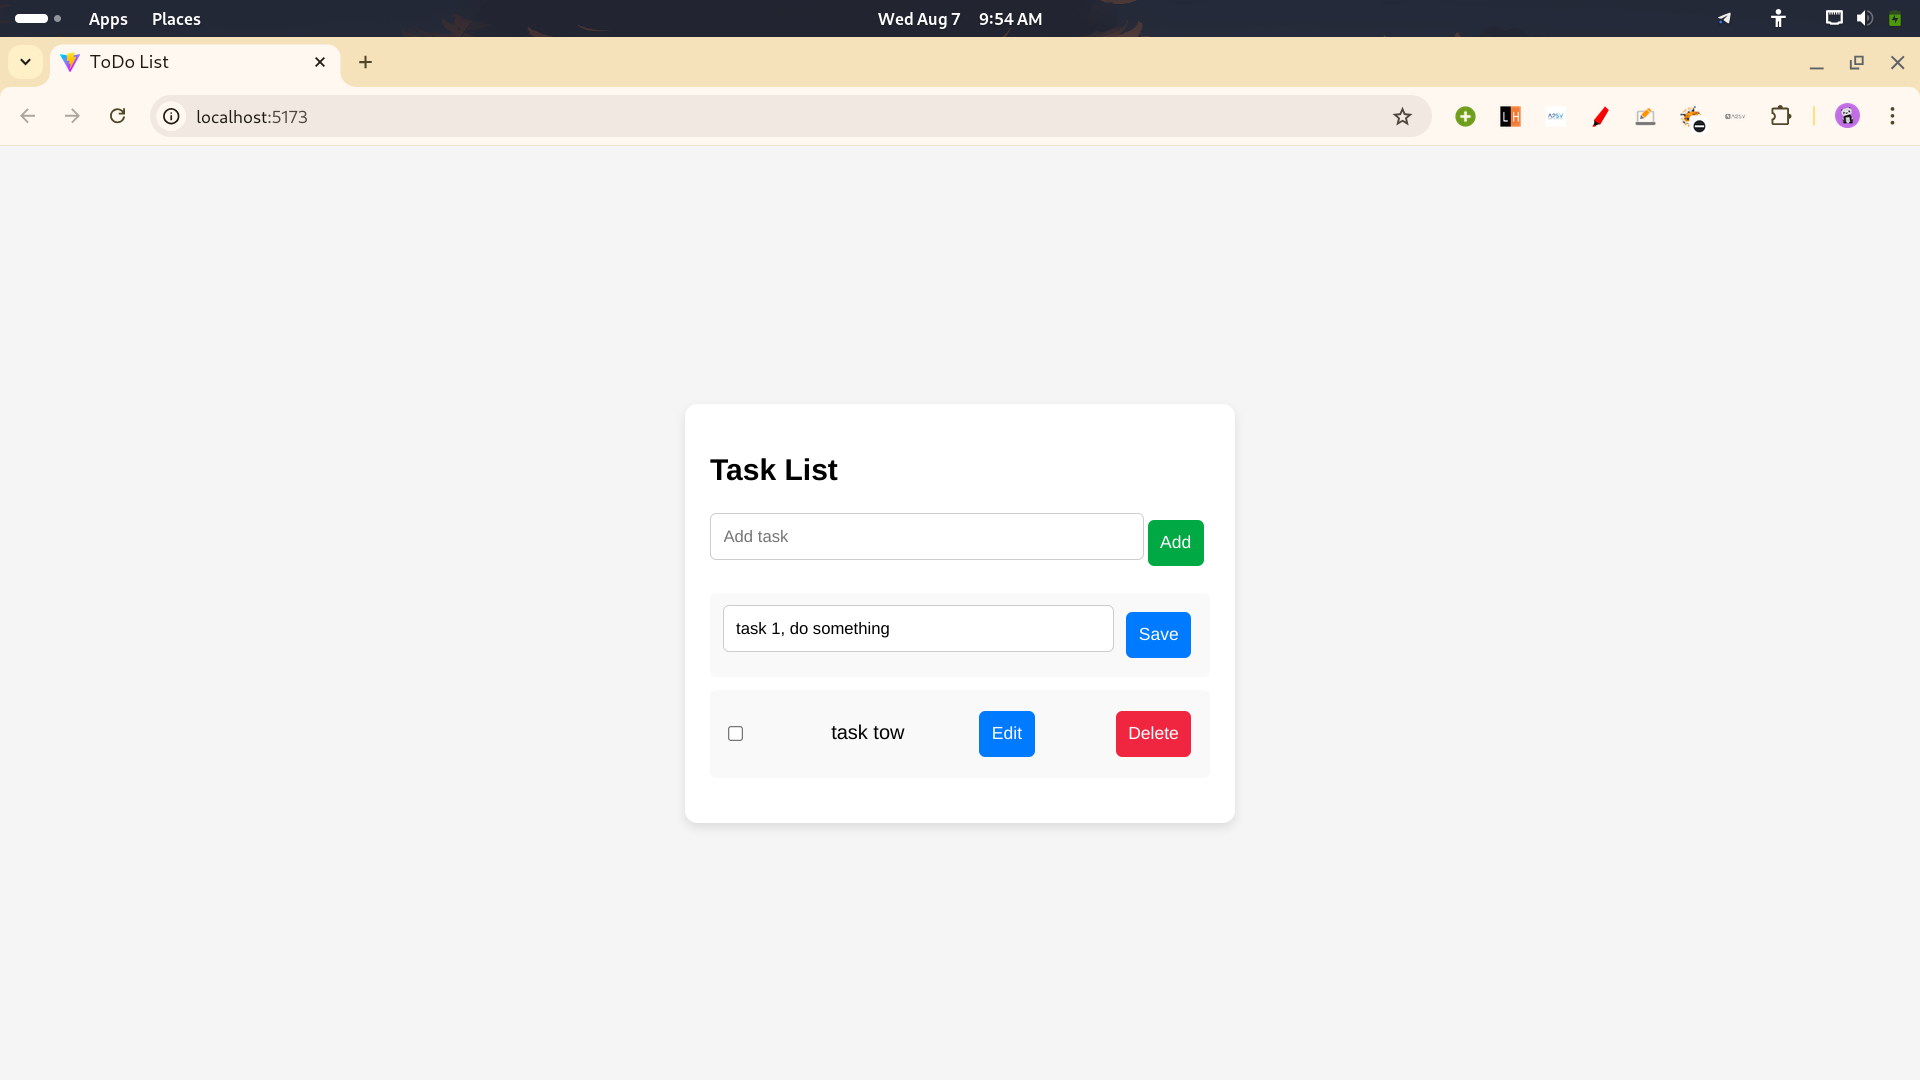 Apps Places Wed Aug 7 9:54 AM
ToDo List
localhost:5173
LH
Task List
Add task Add
task 1, do something Save
task tow Edit Delete